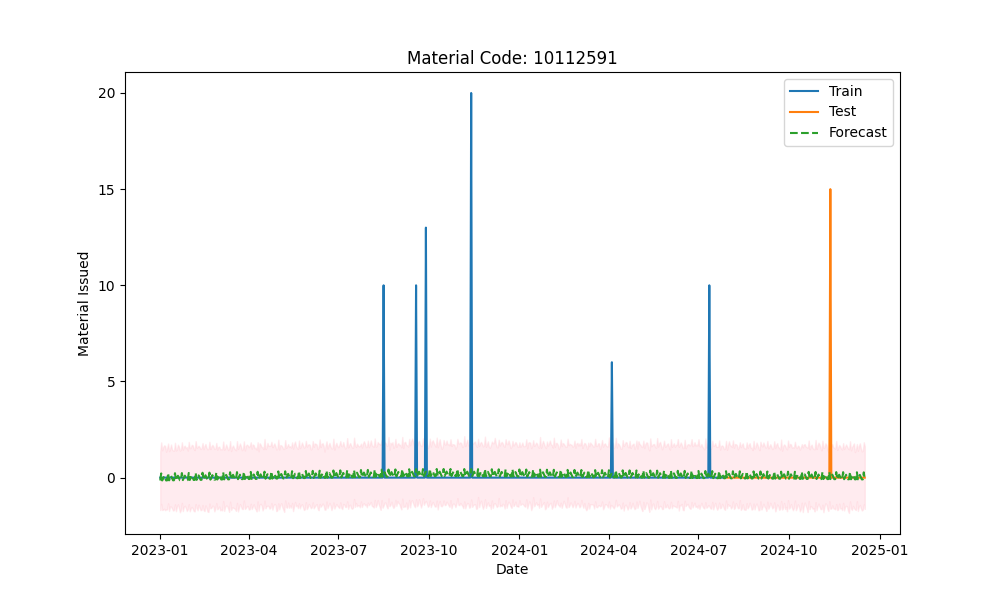 Material Code: 10112591
Train
Test
Forecast
20
15
10
5
0
Material Issued
2023-01 2023-04 2023-07 2023-10 2024-01 2024-04 2024-07 2024-10 2025-01
Date